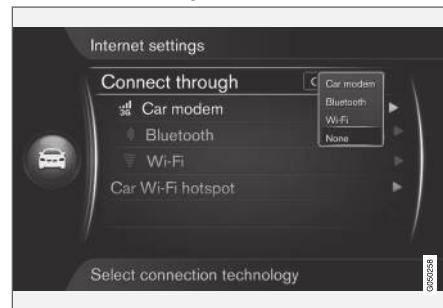 Internet settings
Connect through
Car modem
Bluetooth
Wi-Fi
None
3G Car modem
Bluetooth
Wi-Fi
Car Wi-Fi hotspot
Select connection technology
G050258